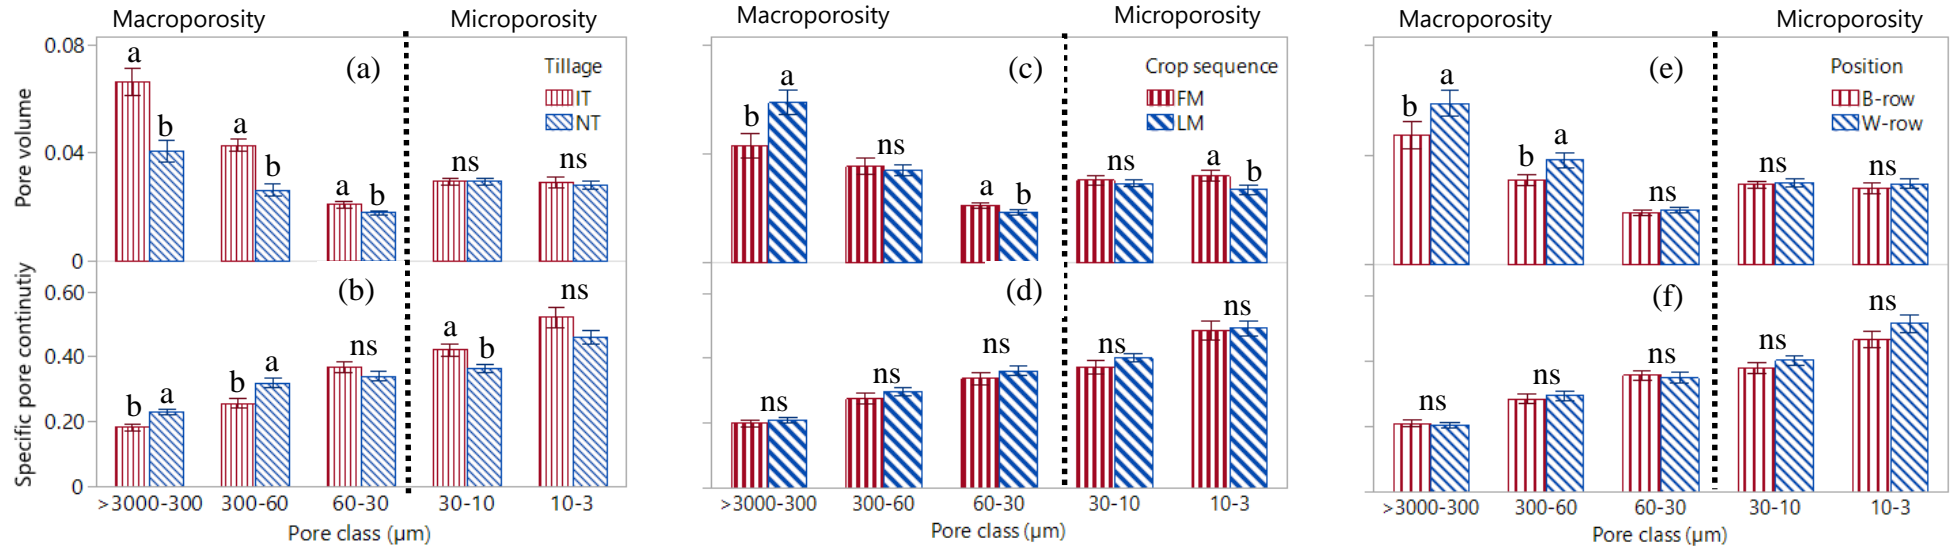 Macroporosity Microporosity
Macroporosity Microporosity
Macroporosity Microporosity
Pore volume
0.08
0.04
0
a b a b a b ns ns
(a)
Tillage
IT
NT
b a ns a b ns a b
(c)
Crop sequence
FM
LM
b a b a ns ns ns
(e)
Position
B-row
W-row
Specific pore continutiy
0.60
0.40
0.20
0
b a b a ns a b ns
(b)
ns ns ns ns ns
(d)
ns ns ns ns ns
(f)
>3000-300 300-60 60-30 30-10 10-3
Pore class (µm)
>3000-300 300-60 60-30 30-10 10-3
Pore class (µm)
>3000-300 300-60 60-30 30-10 10-3
Pore class (µm)